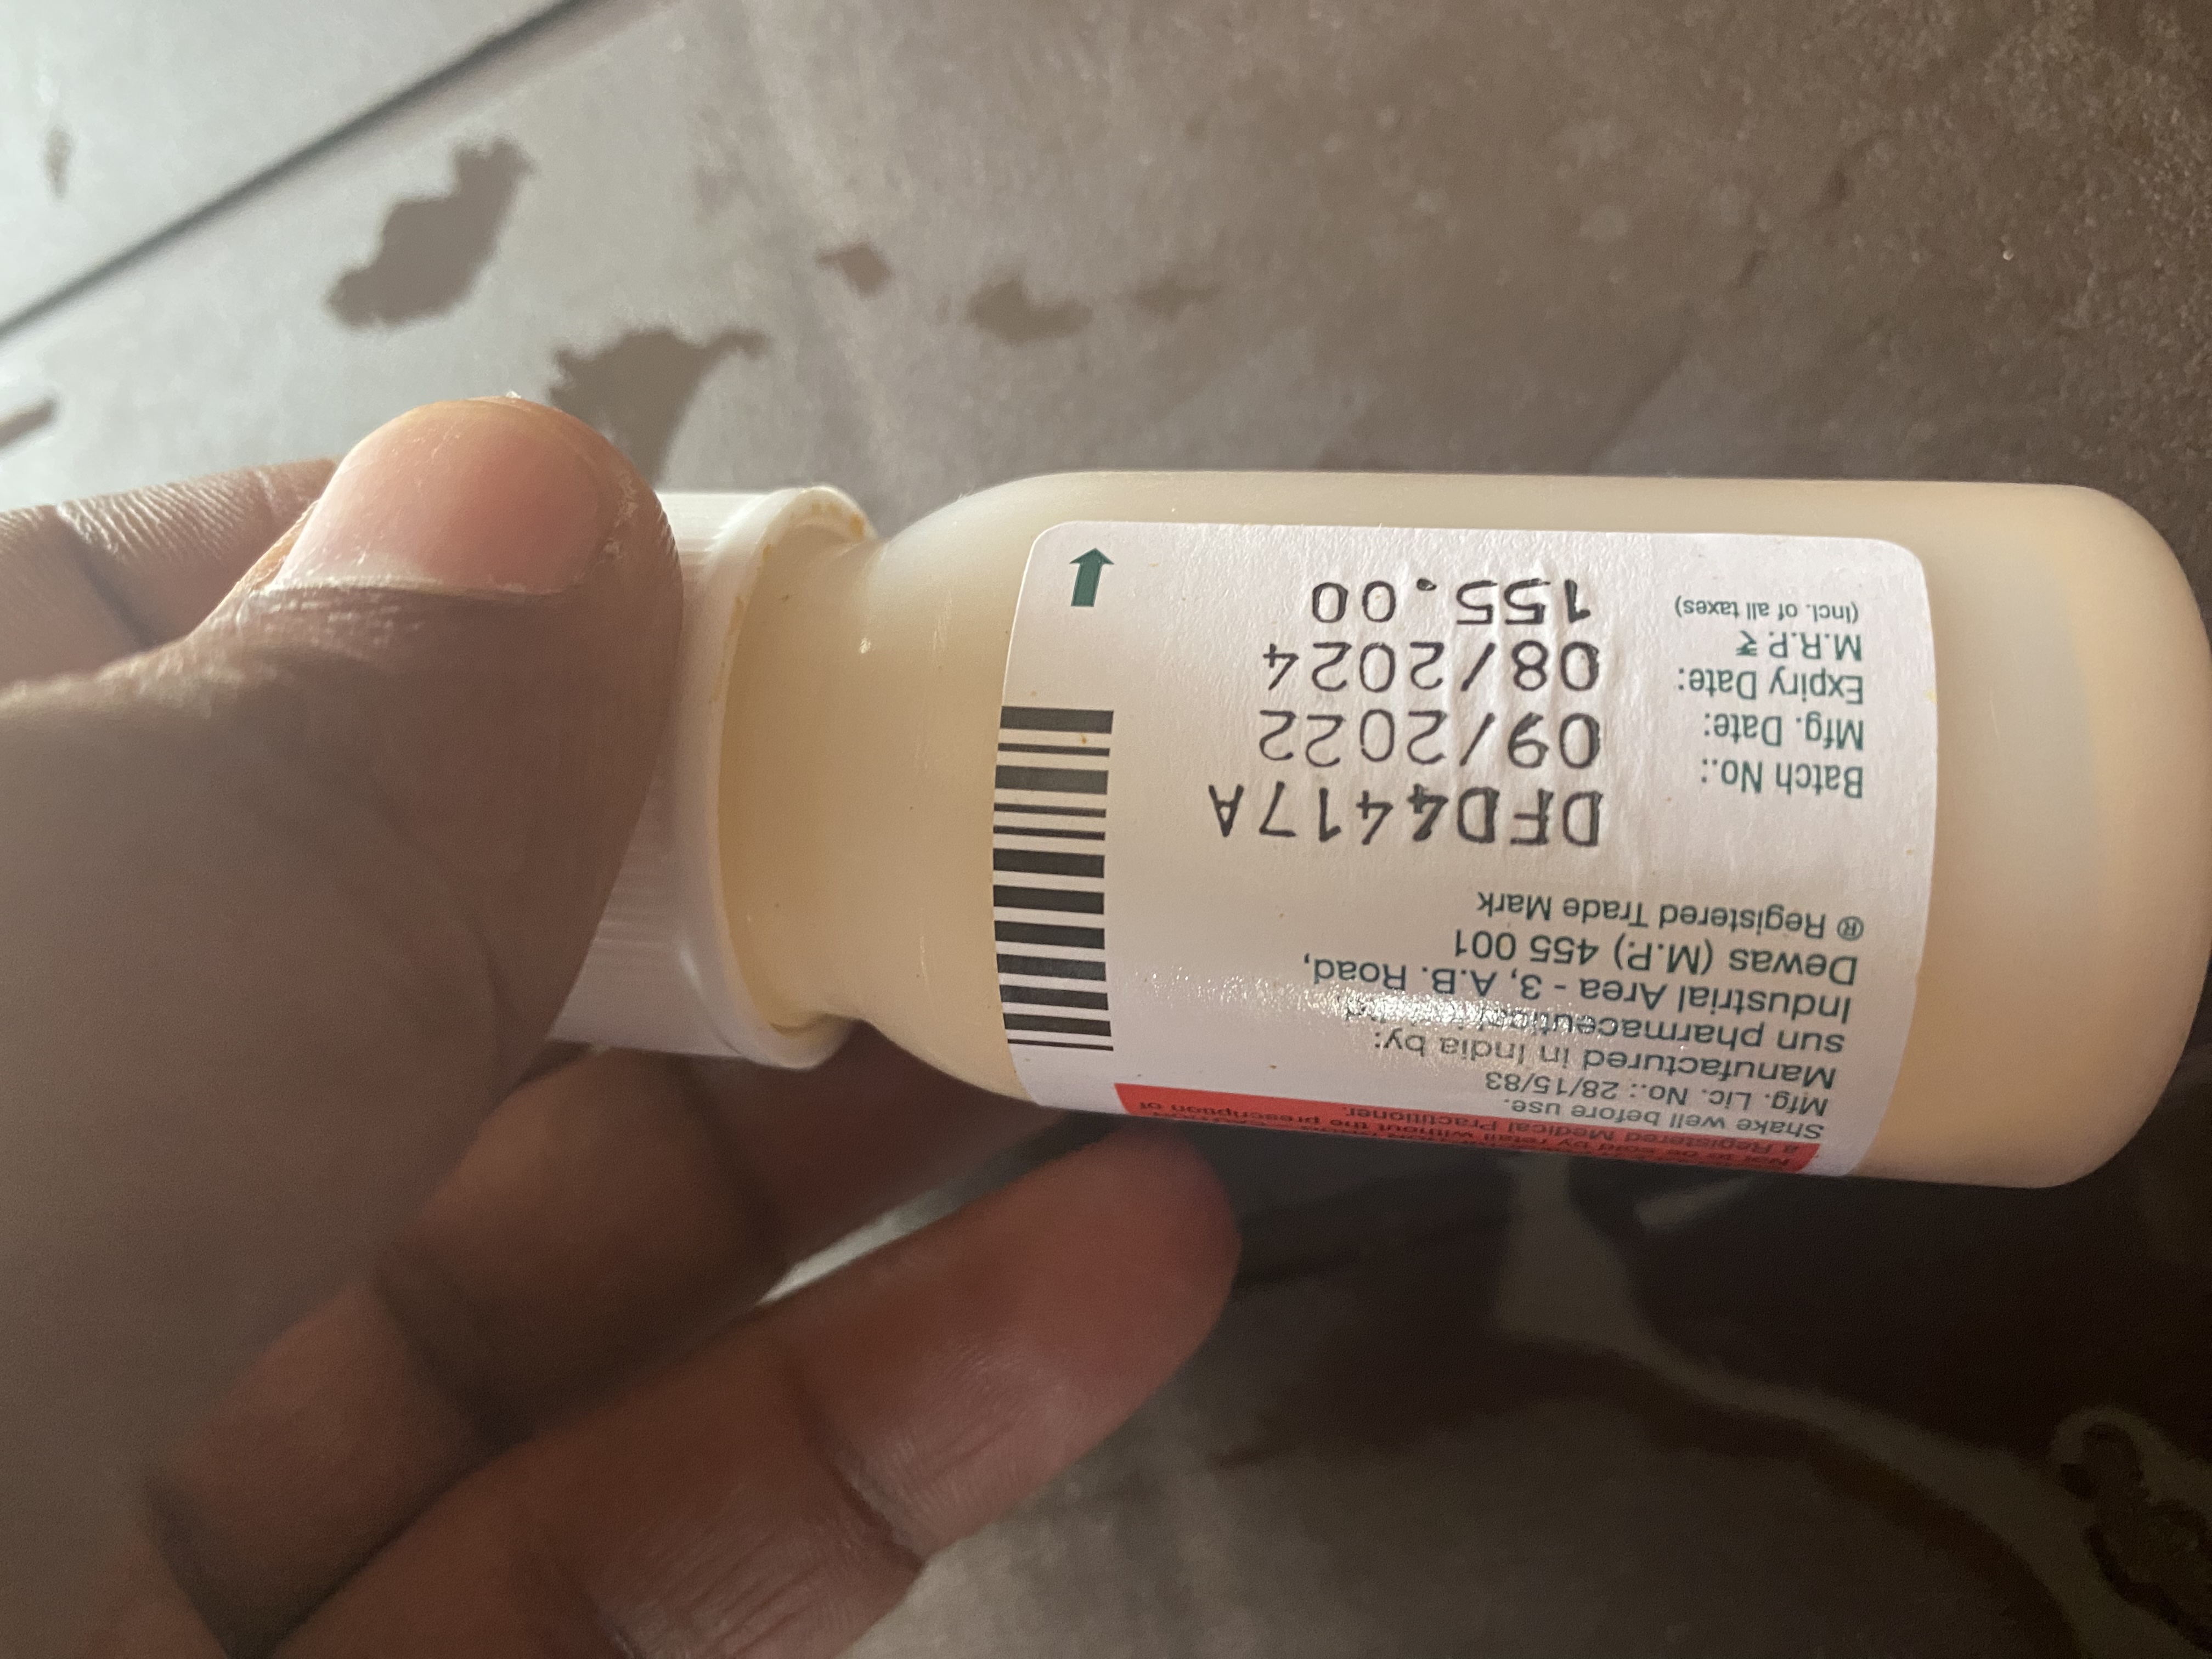 a Registered Medical Practitioner.
Shake well before use.
Mfg. Lic. No.: 28/15/83
Manufactured in India by:
sun pharmaceutical
Industrial Area - 3, A.B. Road,
Dewas (M.P.) 455 001
® Registered Trade Mark
Batch No.: DFD4417A
Mfg. Date: 09/2022
Expiry Date: 08/2024
M.R.P. ₹ 155.00
(Incl. of all taxes)